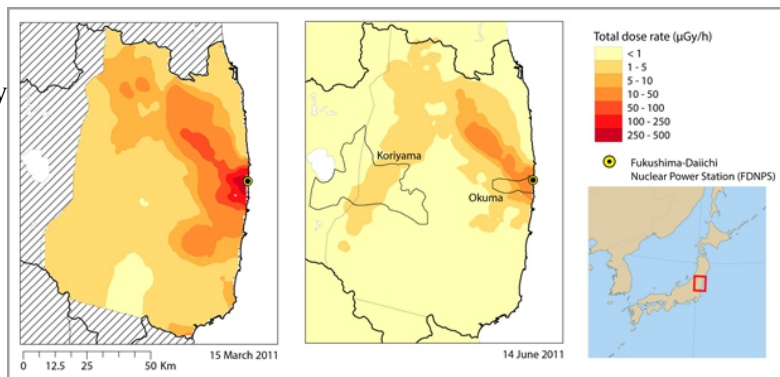 y
0 12.5 25 50 Km
15 March 2011
Koriyama
Okuma
14 June 2011
Total dose rate (µGy/h)
< 1
1 - 5
5 - 10
10 - 50
50 - 100
100 - 250
250 - 500
Fukushima-Daiichi
Nuclear Power Station (FDNPS)